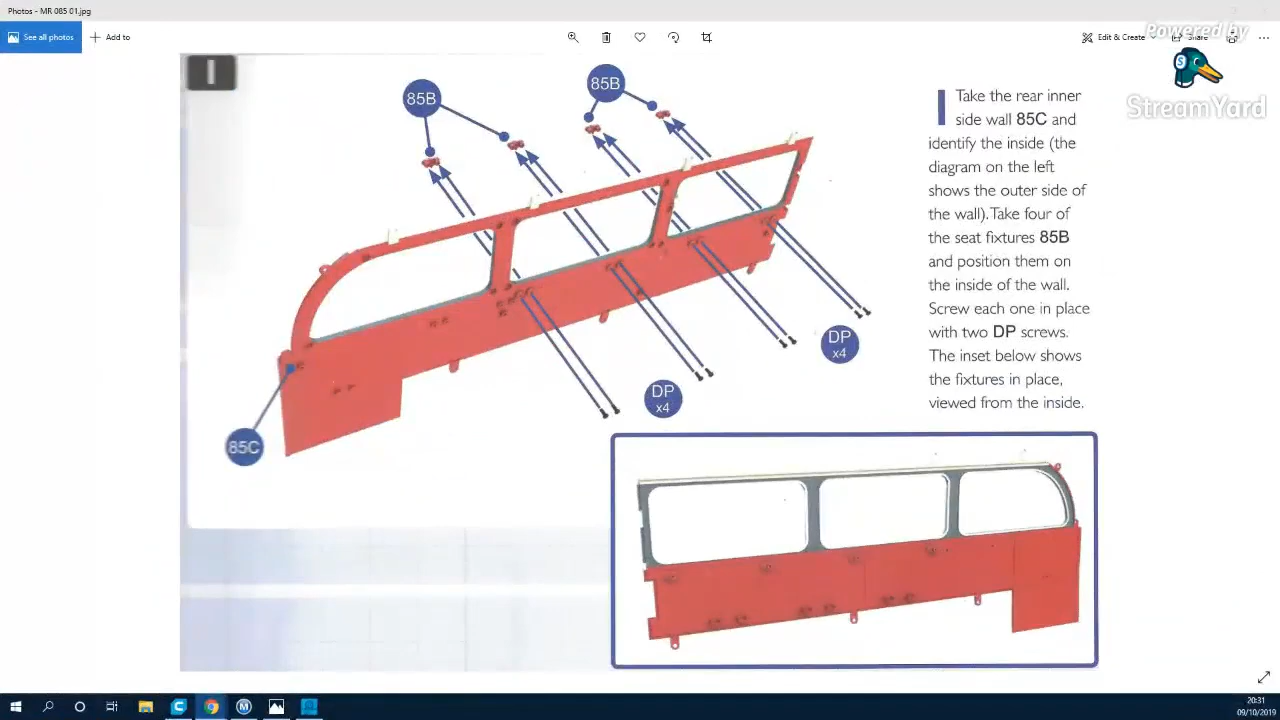 Photos - MR 085 01.jpg
See all photos
Add to
Edit & Create
Share
Powered by
S
StreamYard
1
85B
85B
DP
x4
DP
x4
85C
1 Take the rear inner
side wall 85C and
identify the inside (the
diagram on the left
shows the outer side of
the wall). Take four of
the seat fixtures 85B
and position them on
the inside of the wall.
Screw each one in place
with two DP screws.
The inset below shows
the fixtures in place,
viewed from the inside.
20:31
09/10/2019